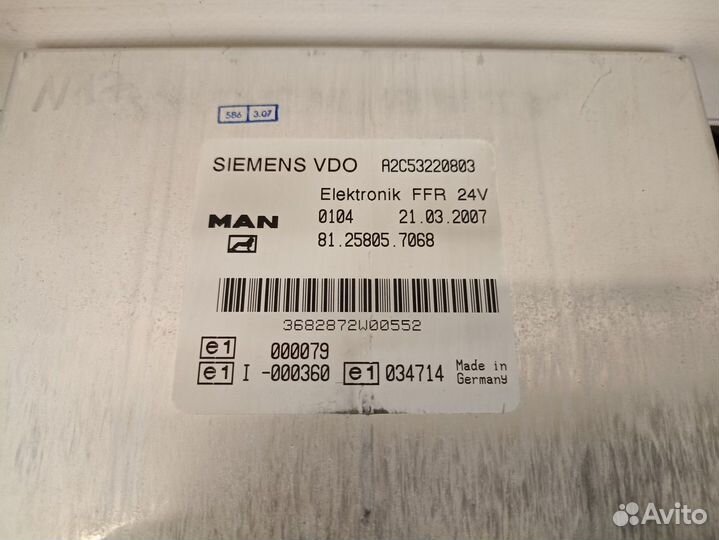 586 3.07
SIEMENS VDO A2C53220803
Elektronik FFR 24V
MAN 0104 21.03.2007
81.25805.7068
3682872W00552
e1 000079
e1 I -000360 e1 034714 Made in
Germany
Avito